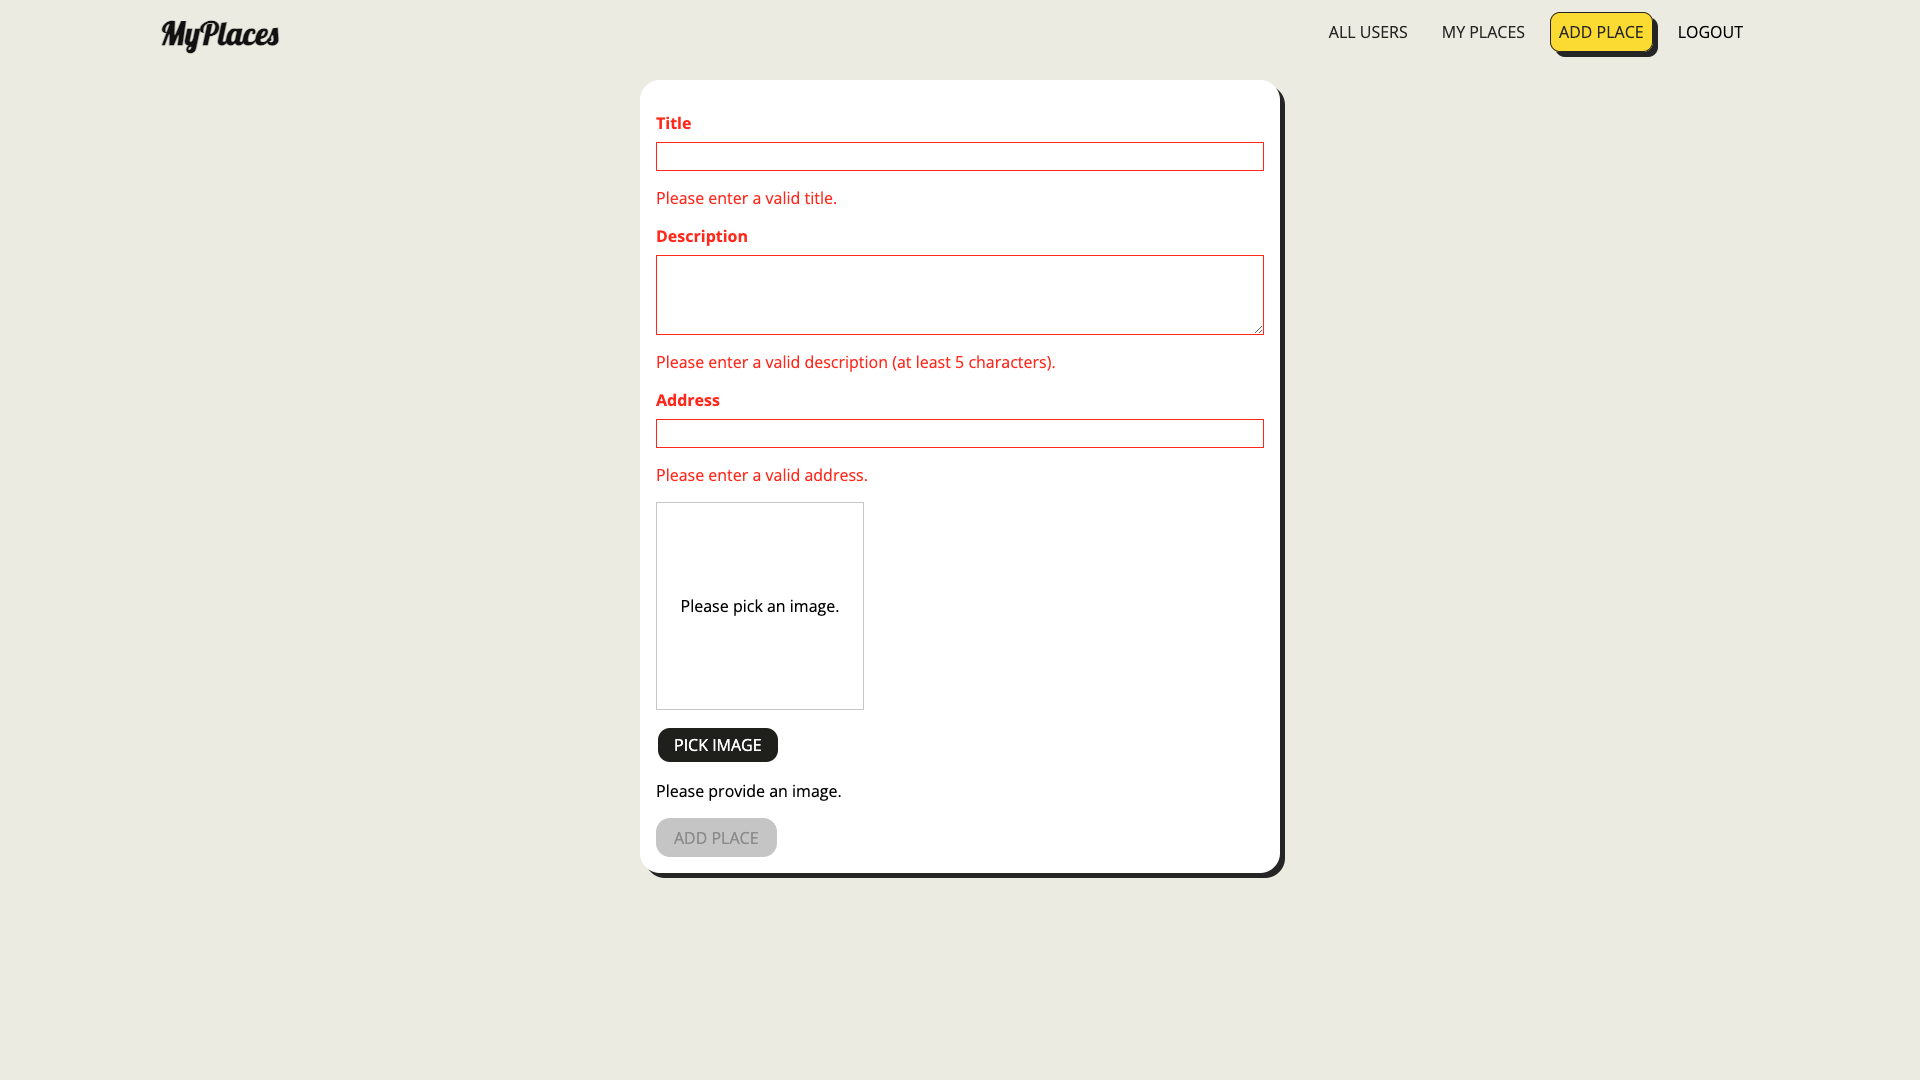 MyPlaces
ALL USERS
MY PLACES
ADD PLACE
LOGOUT
Title
Please enter a valid title.
Description
Please enter a valid description (at least 5 characters).
Address
Please enter a valid address.
Please pick an image.
PICK IMAGE
Please provide an image.
ADD PLACE